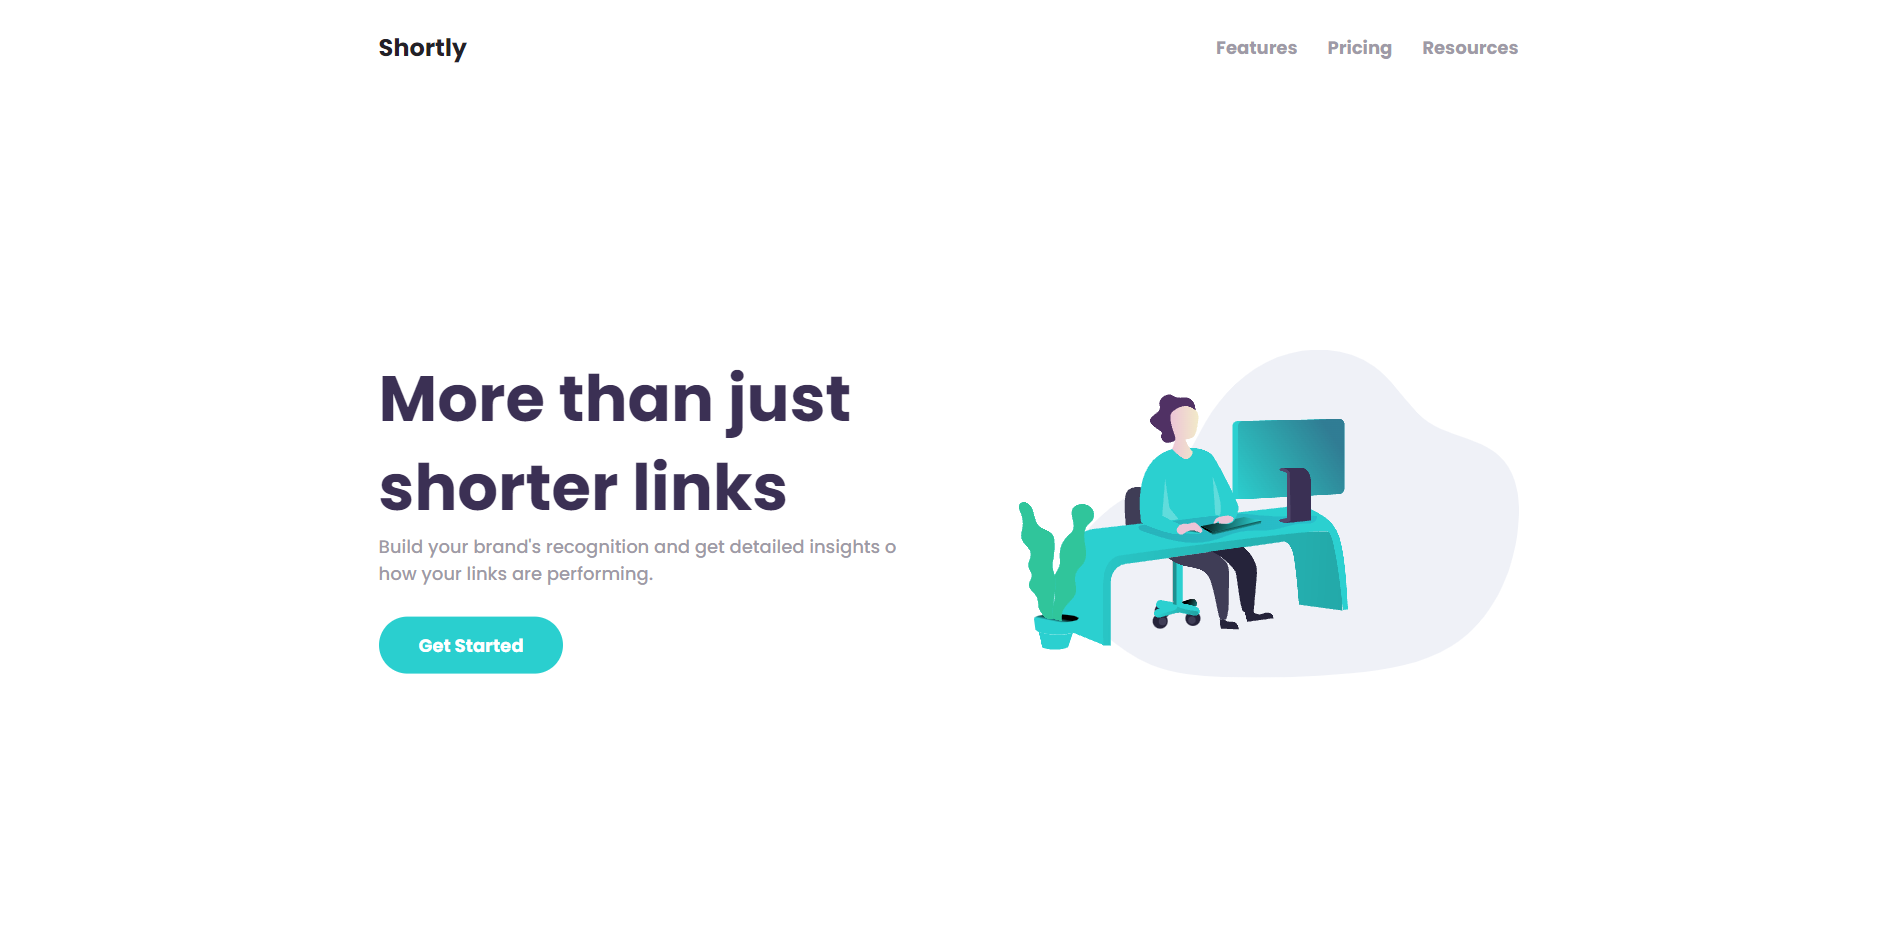 Shortly
Features Pricing Resources
More than just
shorter links
Build your brand's recognition and get detailed insights o
how your links are performing.
Get Started